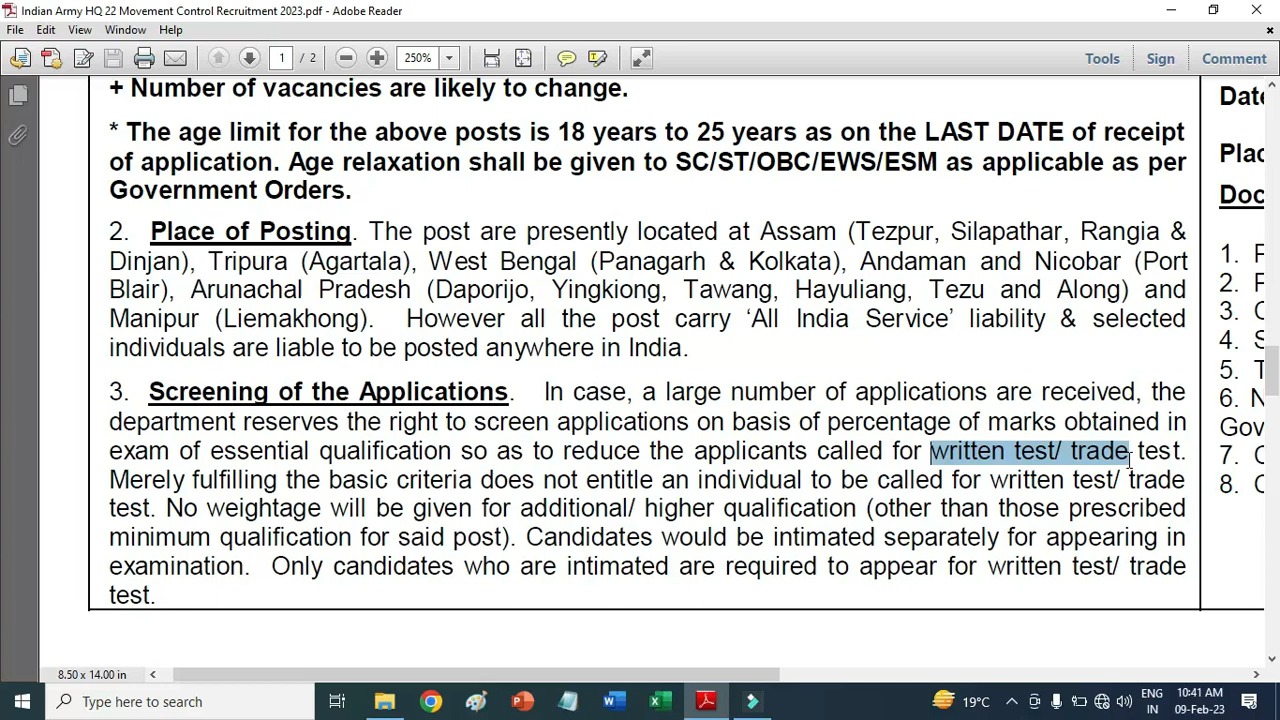 Indian Army HQ 22 Movement Control Recruitment 2023.pdf - Adobe Reader
File Edit View Window Help
1 / 2 250% Tools Sign Comment
+ Number of vacancies are likely to change.
* The age limit for the above posts is 18 years to 25 years as on the LAST DATE of receipt
of application. Age relaxation shall be given to SC/ST/OBC/EWS/ESM as applicable as per
Government Orders.
2. Place of Posting. The post are presently located at Assam (Tezpur, Silapathar, Rangia &
Dinjan), Tripura (Agartala), West Bengal (Panagarh & Kolkata), Andaman and Nicobar (Port
Blair), Arunachal Pradesh (Daporijo, Yingkiong, Tawang, Hayuliang, Tezu and Along) and
Manipur (Liemakhong). However all the post carry ‘All India Service’ liability & selected
individuals are liable to be posted anywhere in India.
3. Screening of the Applications. In case, a large number of applications are received, the
department reserves the right to screen applications on basis of percentage of marks obtained in
exam of essential qualification so as to reduce the applicants called for written test/ trade test.
Merely fulfilling the basic criteria does not entitle an individual to be called for written test/ trade
test. No weightage will be given for additional/ higher qualification (other than those prescribed
minimum qualification for said post). Candidates would be intimated separately for appearing in
examination. Only candidates who are intimated are required to appear for written test/ trade
test.
Date
Plac
Doc
1. F
2. F
3. C
4. S
5. T
6. N
Gov
7. C
8. C
8.50 x 14.00 in
Type here to search
19°C
ENG
IN
10:41 AM
09-Feb-23